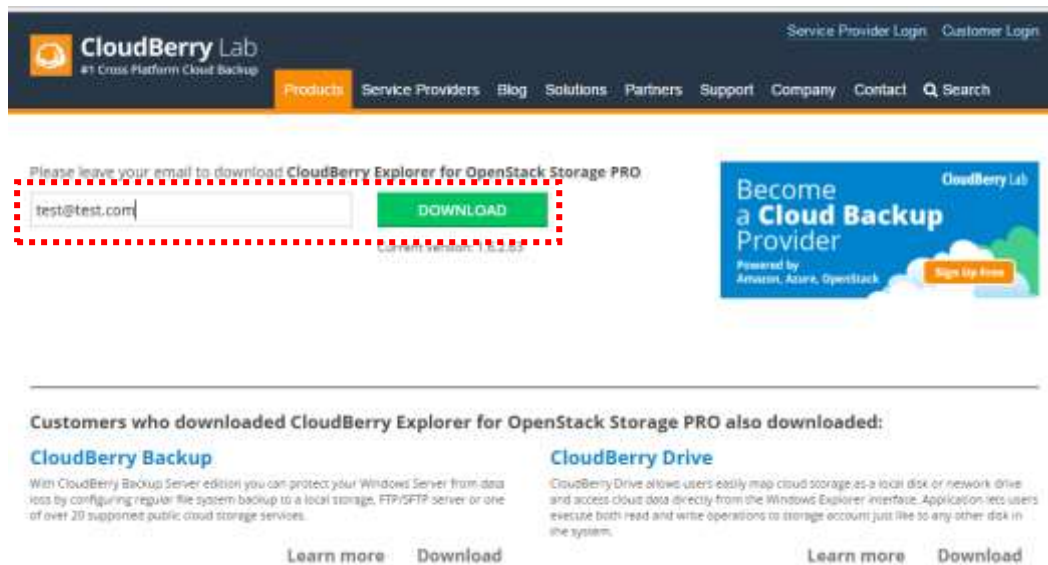 Service Provider Login Customer Login
CloudBerry Lab
#1 Cross Platform Cloud Backup
Products Service Providers Blog Solutions Partners Support Company Contact Search
Please leave your email to download CloudBerry Explorer for OpenStack Storage PRO
test@test.com
DOWNLOAD
Current version: 1.6.2.63
CloudBerry Lab
Become
a Cloud Backup
Provider
Powered by
Amazon, Azure, OpenStack
Sign Up Free
Customers who downloaded CloudBerry Explorer for OpenStack Storage PRO also downloaded:
CloudBerry Backup
With CloudBerry Backup Server edition you can protect your Windows Server from data
loss by configuring regular file system backup to a local storage, FTP/SFTP server or one
of over 20 supported public cloud storage services.
Learn more Download
CloudBerry Drive
CloudBerry Drive allows users easily map cloud storage as a local disk or network drive
and access cloud data directly from the Windows Explorer interface. Application lets users
execute both read and write operations to storage account just like to any other disk in
the system.
Learn more Download